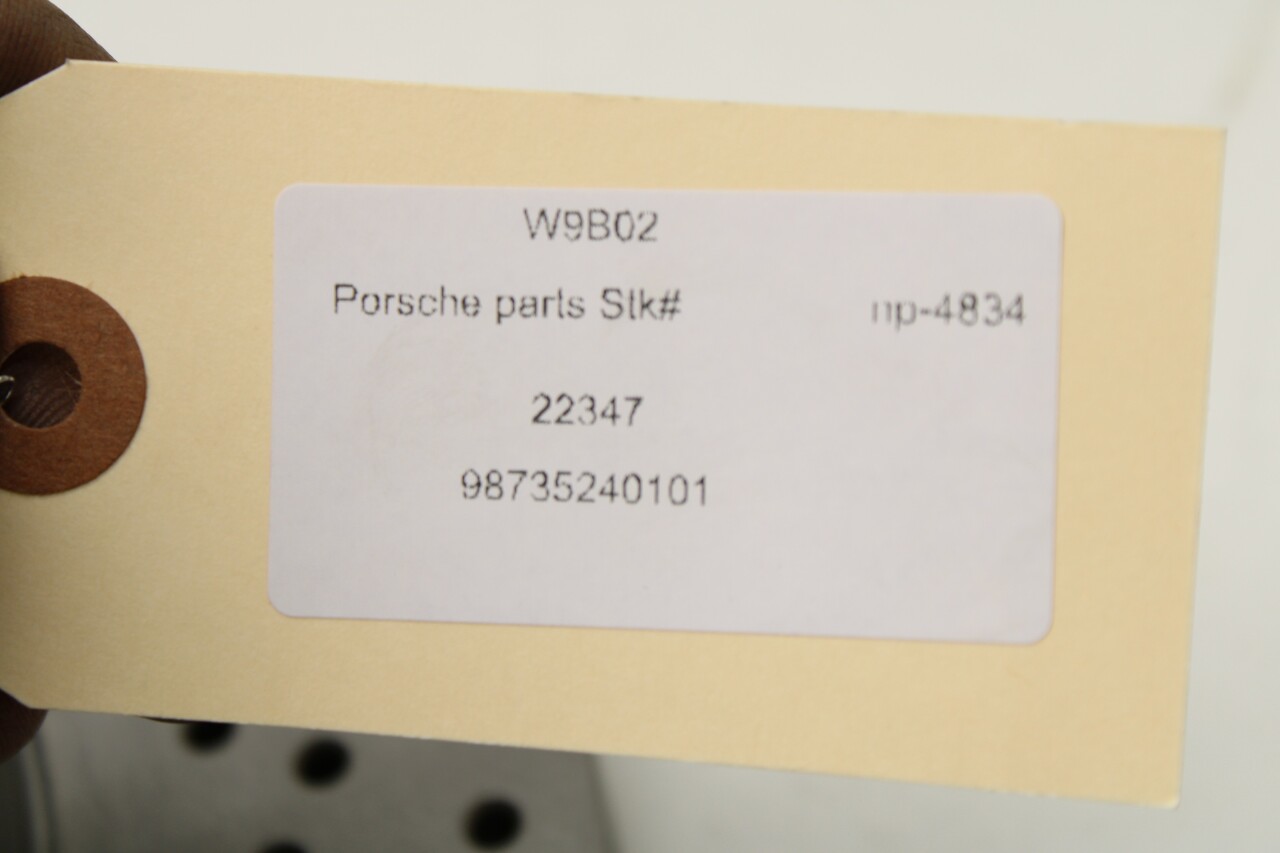 W9B02
Porsche parts Stk# np-4834
22347
98735240101